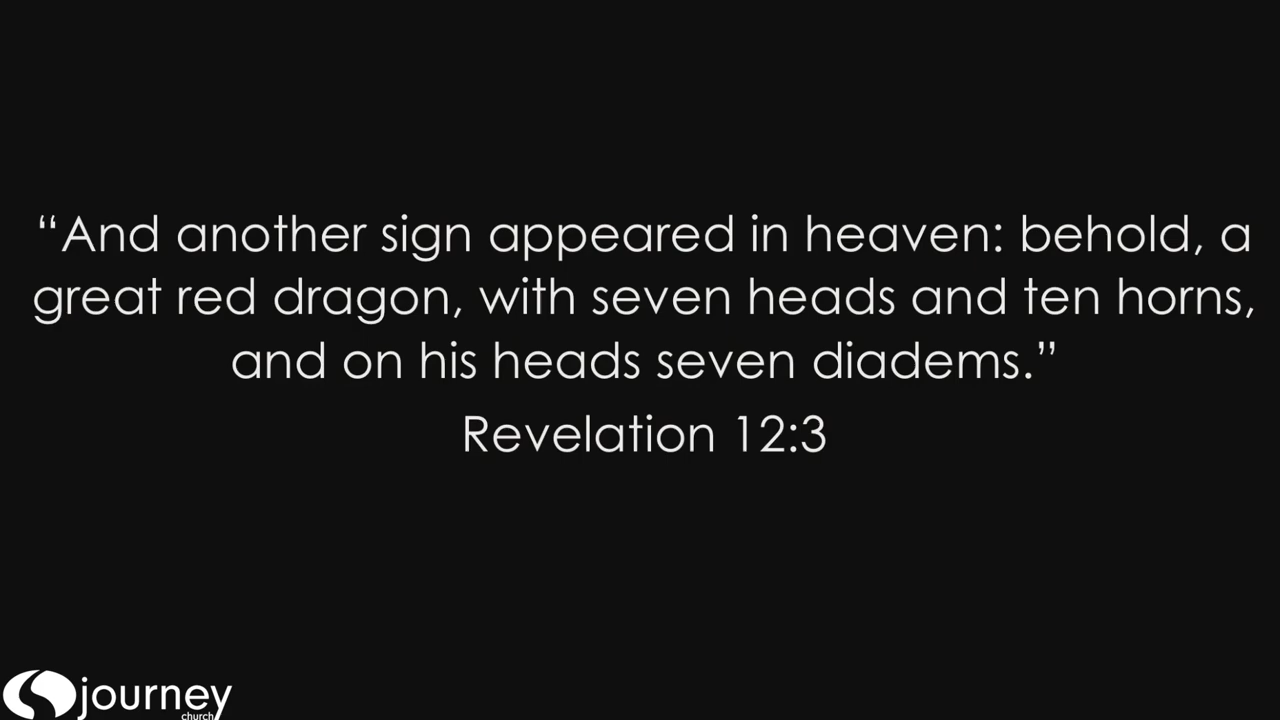 “And another sign appeared in heaven: behold, a
great red dragon, with seven heads and ten horns,
and on his heads seven diadems.”
Revelation 12:3
journey
church